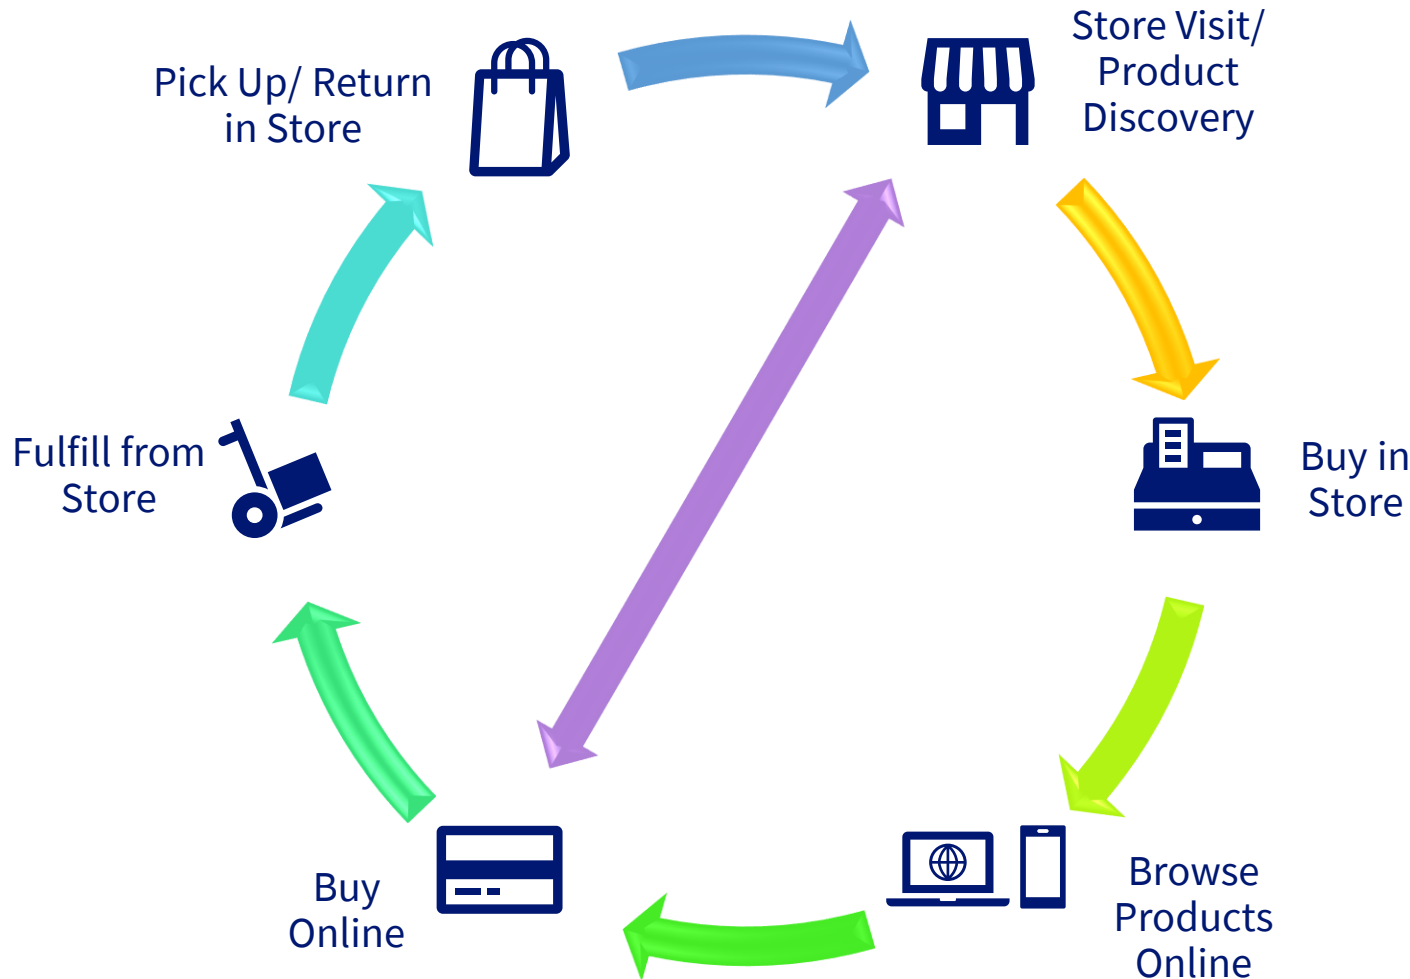 Pick Up/ Return
in Store
Store Visit/
Product
Discovery
Fulfill from
Store
Buy in
Store
Buy
Online
Browse
Products
Online